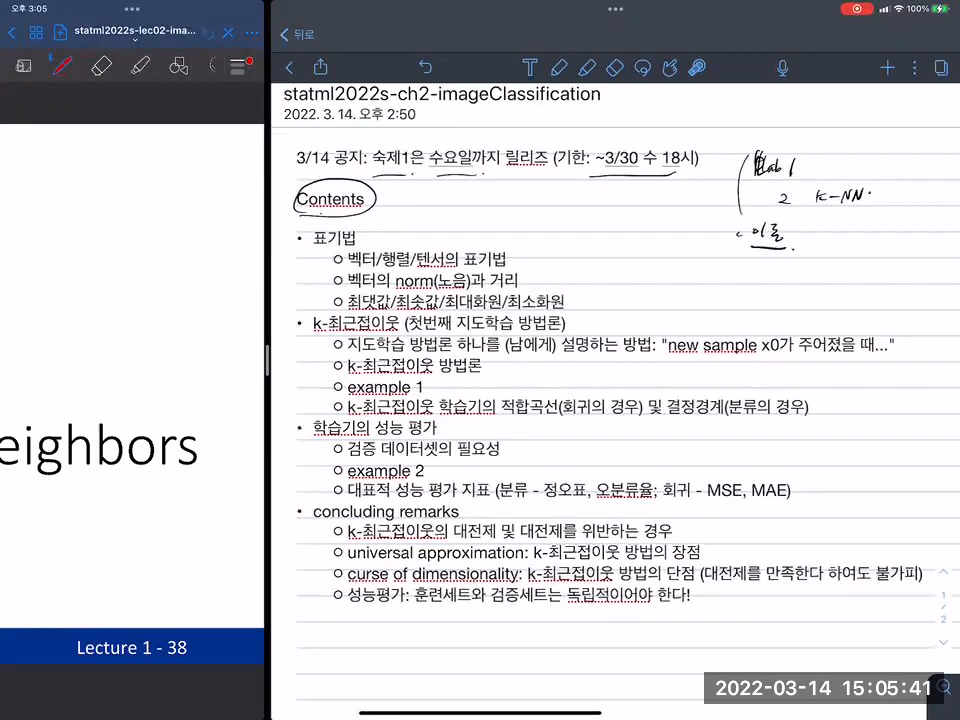 오후 3:05
100%
statml2022s-lec02-ima...
뒤로
eighbors
Lecture 1 - 38
statml2022s-ch2-imageClassification
2022. 3. 14. 오후 2:50
3/14 공지: 숙제1은 수요일까지 릴리즈 (기한: ~3/30 수 18시)
Lab 1
2 K-NN
이론
Contents
• 표기법
벡터/행렬/텐서의 표기법
벡터의 norm(노음)과 거리
최댓값/최솟값/최대화원/최소화원
• k-최근접이웃 (첫번째 지도학습 방법론)
지도학습 방법론 하나를 (남에게) 설명하는 방법: "new sample x0가 주어졌을 때..."
k-최근접이웃 방법론
example 1
k-최근접이웃 학습기의 적합곡선(회귀의 경우) 및 결정경계(분류의 경우)
• 학습기의 성능 평가
검증 데이터셋의 필요성
example 2
대표적 성능 평가 지표 (분류 - 정오표, 오분류율; 회귀 - MSE, MAE)
• concluding remarks
k-최근접이웃의 대전제 및 대전제를 위반하는 경우
universal approximation: k-최근접이웃 방법의 장점
curse of dimensionality: k-최근접이웃 방법의 단점 (대전제를 만족한다 하여도 불가피)
성능평가: 훈련세트와 검증세트는 독립적이어야 한다!
1
/
2
2022-03-14 15:05:41